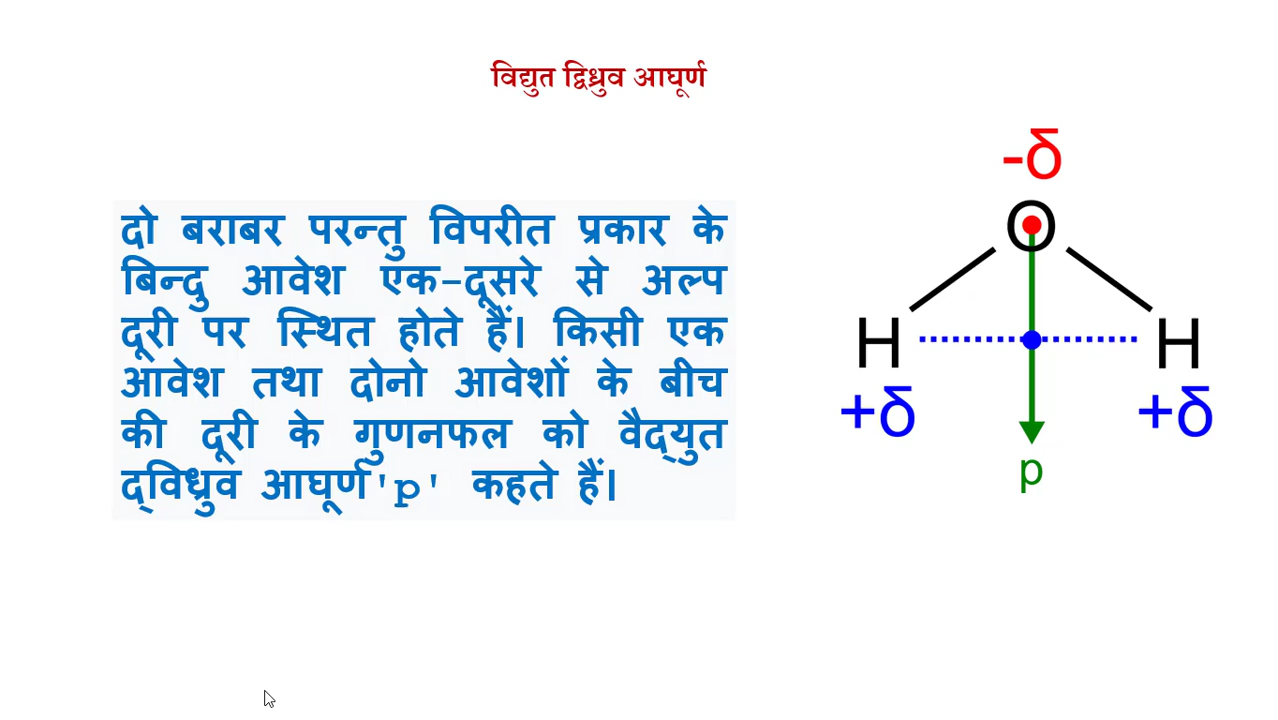 विद्युत द्विध्रुव आघूर्ण
दो बराबर परन्तु विपरीत प्रकार के
बिन्दु आवेश एक-दूसरे से अल्प
दूरी पर स्थित होते हैं। किसी एक
आवेश तथा दोनो आवेशों के बीच
की दूरी के गुणनफल को वैद्‌युत
द्‌विध्रुव आघूर्ण'p' कहते हैं।
-δ
O
H H
+δ +δ
p